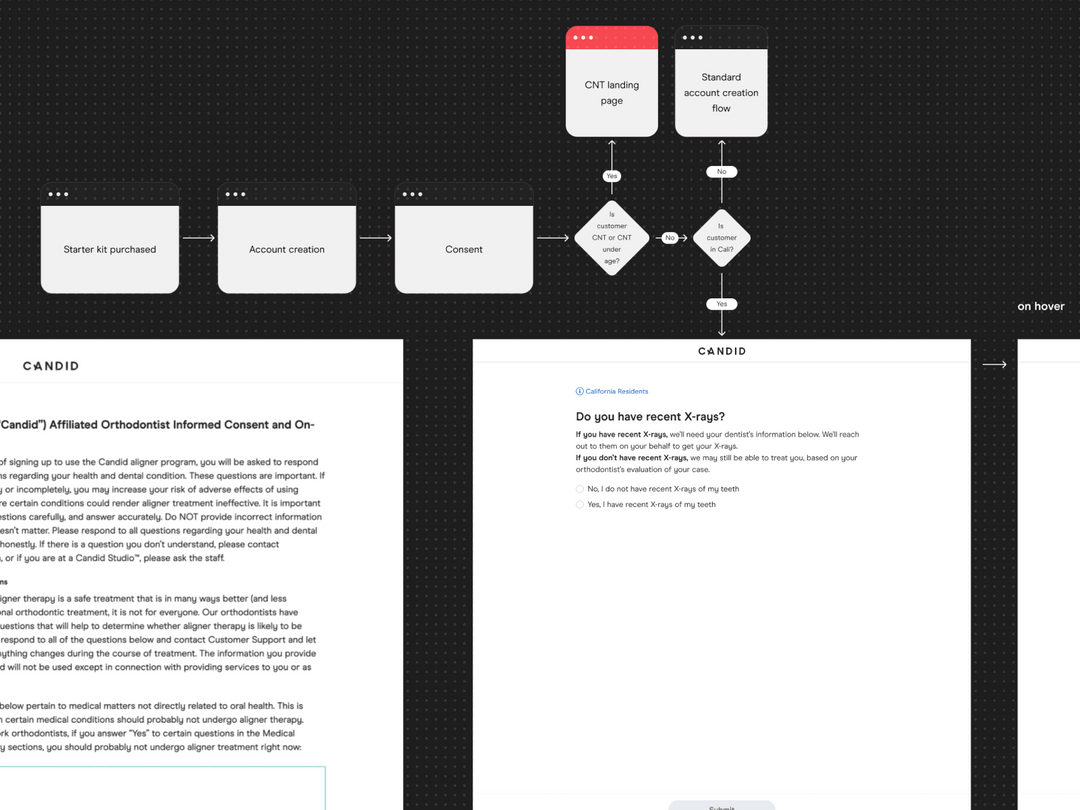 CNT landing
page
Standard
account creation
flow
Yes
No
Starter kit purchased
Account creation
Consent
Is
customer
CNT or CNT
under
age?
No
Is
customer
in Cali?
Yes
on hover
CANDID
"Candid") Affiliated Orthodontist Informed Consent and On-
of signing up to use the Candid aligner program, you will be asked to respond
ns regarding your health and dental condition. These questions are important. If
y or incompletely, you may increase your risk of adverse effects of using
re certain conditions could render aligner treatment ineffective. It is important
estions carefully, and answer accurately. Do NOT provide incorrect information
esn't matter. Please respond to all questions regarding your health and dental
honestly. If there is a question you don't understand, please contact
, or if you are at a Candid Studio™, please ask the staff.
ns
igner therapy is a safe treatment that is in many ways better (and less
onal orthodontic treatment, it is not for everyone. Our orthodontists have
uestions that will help to determine whether aligner therapy is likely to be
respond to all of the questions below and contact Customer Support and let
nything changes during the course of treatment. The information you provide
d will not be used except in connection with providing services to you or as
below pertain to medical matters not directly related to oral health. This is
n certain medical conditions should probably not undergo aligner therapy.
rk orthodontists, if you answer "Yes" to certain questions in the Medical
y sections, you should probably not undergo aligner treatment right now:
CANDID
California Residents
Do you have recent X-rays?
If you have recent X-rays, we'll need your dentist's information below. We'll reach
out to them on your behalf to get your X-rays.
If you don't have recent X-rays, we may still be able to treat you, based on your
orthodontist's evaluation of your case.
No, I do not have recent X-rays of my teeth
Yes, I have recent X-rays of my teeth
Submit